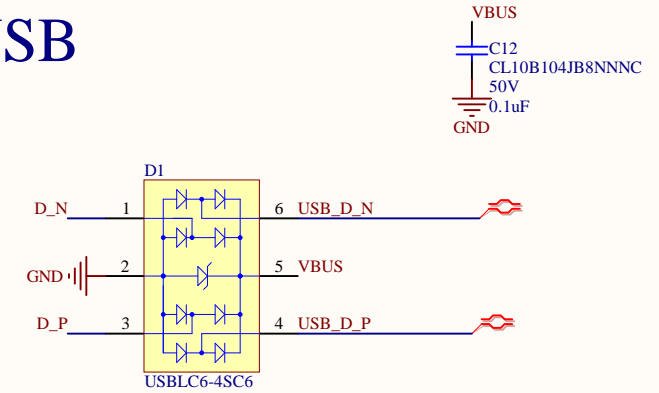 USB
VBUS
C12
CL10B104JB8NNNC
50V
0.1uF
GND
D1
D_N 1 6 USB_D_N
GND 2 5 VBUS
D_P 3 4 USB_D_P
USBLC6-4SC6